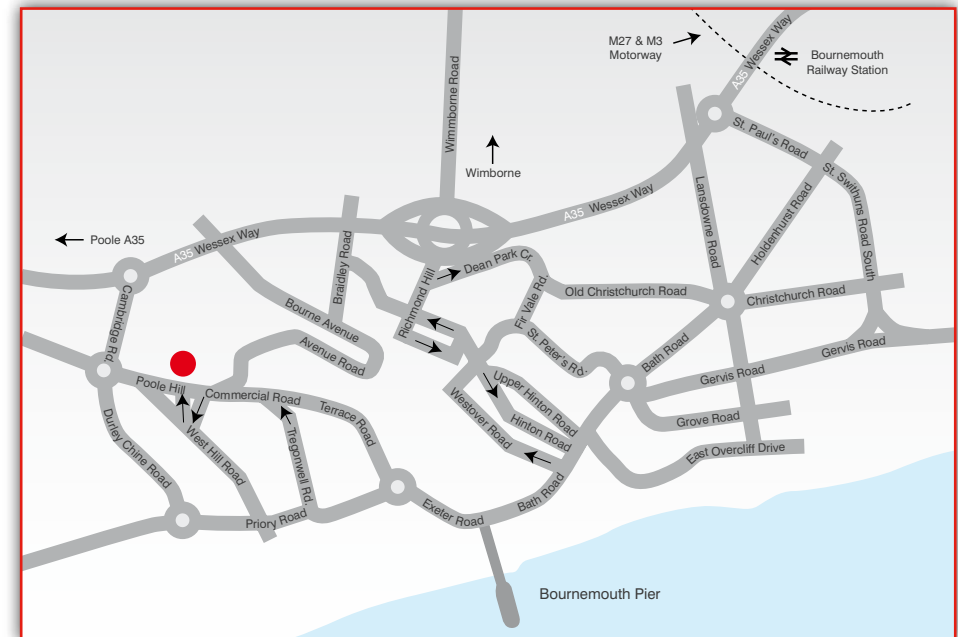 M27 & M3
Motorway
A35 Wessex Way
Bournemouth
Railway Station
Wimmborne Road
St. Paul's Road
Wimborne
St. Swithuns Road South
Lansdowne Road
Holdenhurst Road
A35 Wessex Way
Poole A35
A35 Wessex Way
Braidley Road
Dean Park Cr.
Richmond Hill
Cambridge Rd.
Bourne Avenue
Avenue Road
Fir Vale Rd.
Old Christchurch Road
Christchurch Road
St. Peter's Rd.
Bath Road
Gervis Road
Gervis Road
Poole Hill
Commercial Road
Terrace Road
Upper Hinton Road
Hinton Road
Westover Road
Grove Road
East Overcliff Drive
Durley Chine Road
West Hill Road
Tregonwell Rd.
Priory Road
Exeter Road
Bath Road
Bournemouth Pier